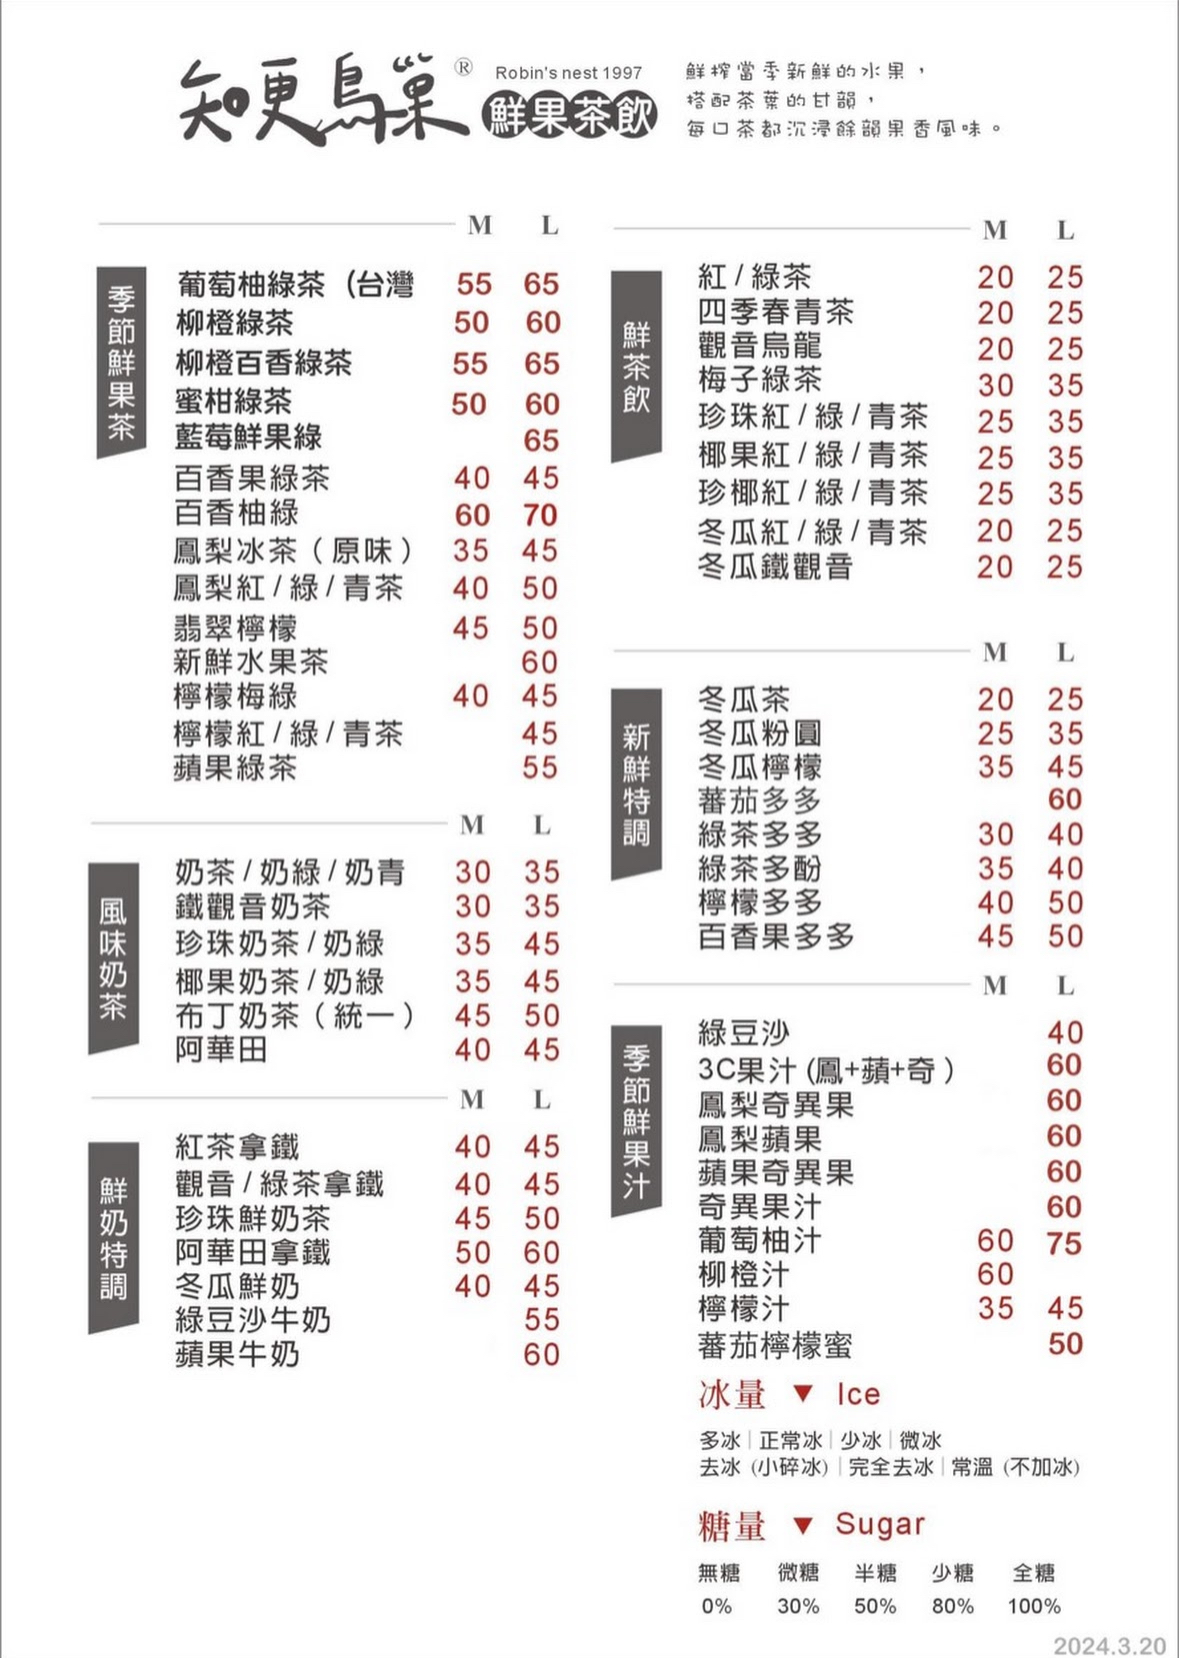 知更鳥巢®
Robin's nest 1997
鮮果茶飲
鮮榨當季新鮮的水果，
搭配茶葉的甘韻，
每口茶都沉浸餘韻果香風味。
M L
季節鮮果茶
葡萄柚綠茶 (台灣 55 65
柳橙綠茶 50 60
柳橙百香綠茶 55 65
蜜柑綠茶 50 60
藍莓鮮果綠 65
百香果綠茶 40 45
百香柚綠 60 70
鳳梨冰茶（原味） 35 45
鳳梨紅/綠/青茶 40 50
翡翠檸檬 45 50
新鮮水果茶 60
檸檬梅綠 40 45
檸檬紅/綠/青茶 45
蘋果綠茶 55
M L
風味奶茶
奶茶/奶綠/奶青 30 35
鐵觀音奶茶 30 35
珍珠奶茶/奶綠 35 45
椰果奶茶/奶綠 35 45
布丁奶茶（統一） 45 50
阿華田 40 45
M L
鮮奶特調
紅茶拿鐵 40 45
觀音/綠茶拿鐵 40 45
珍珠鮮奶茶 45 50
阿華田拿鐵 50 60
冬瓜鮮奶 40 45
綠豆沙牛奶 55
蘋果牛奶 60
M L
鮮茶飲
紅/綠茶 20 25
四季春青茶 20 25
觀音烏龍 20 25
梅子綠茶 30 35
珍珠紅/綠/青茶 25 35
椰果紅/綠/青茶 25 35
珍椰紅/綠/青茶 25 35
冬瓜紅/綠/青茶 20 25
冬瓜鐵觀音 20 25
M L
新鮮特調
冬瓜茶 20 25
冬瓜粉圓 25 35
冬瓜檸檬 35 45
蕃茄多多 60
綠茶多多 30 40
綠茶多酚 35 40
檸檬多多 40 50
百香果多多 45 50
M L
季節鮮果汁
綠豆沙 40
3C果汁 (鳳+蘋+奇) 60
鳳梨奇異果 60
鳳梨蘋果 60
蘋果奇異果 60
奇異果汁 60
葡萄柚汁 60 75
柳橙汁 60
檸檬汁 35 45
蕃茄檸檬蜜 50
冰量 ▼ Ice
多冰|正常冰|少冰|微冰
去冰 (小碎冰)|完全去冰|常溫 (不加冰)
糖量 ▼ Sugar
無糖 微糖 半糖 少糖 全糖
0% 30% 50% 80% 100%
2024.3.20